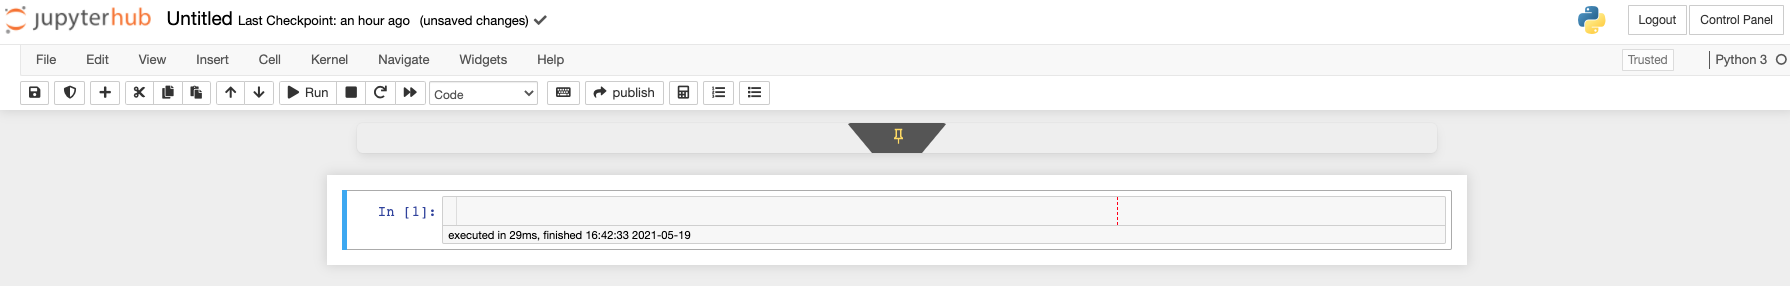 jupyterhub Untitled Last Checkpoint: an hour ago (unsaved changes) Logout Control Panel
File Edit View Insert Cell Kernel Navigate Widgets Help Trusted Python 3
Run Code publish
In [1]:
executed in 29ms, finished 16:42:33 2021-05-19